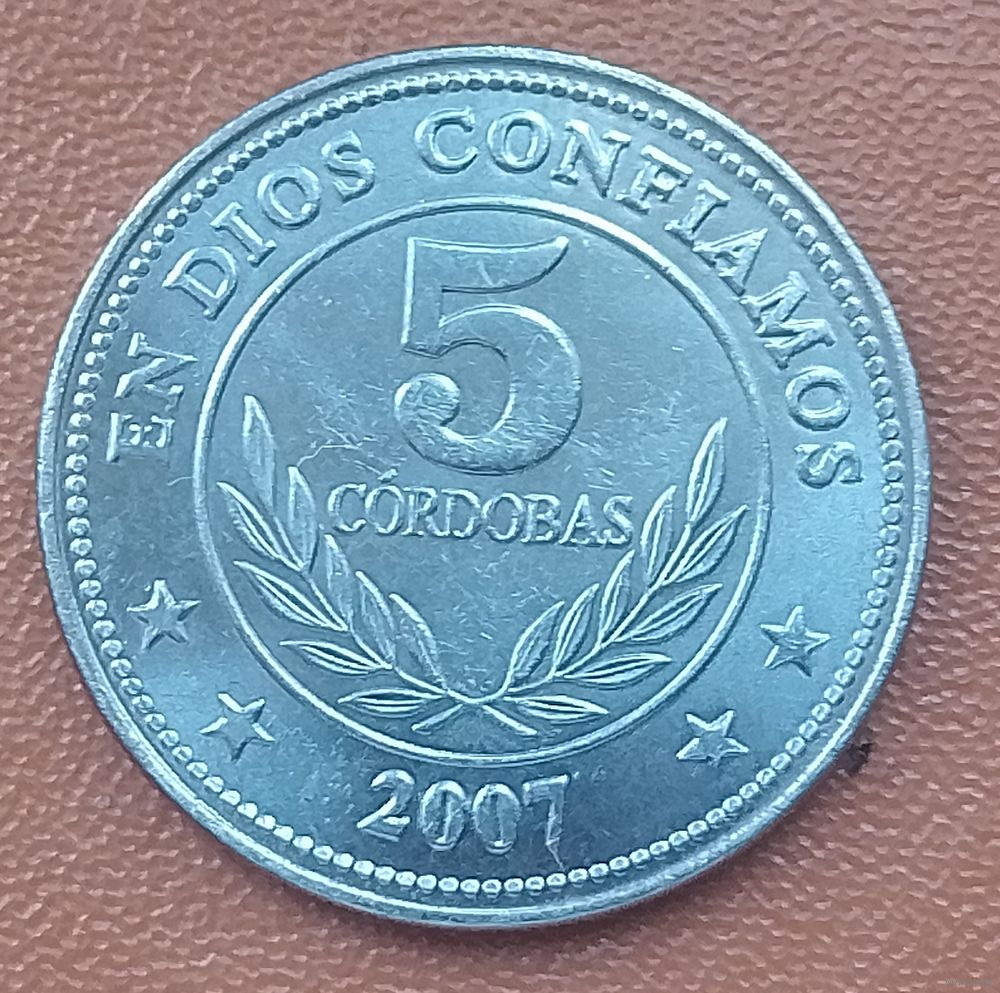 EN DIOS CONFIAMOS
5
CÓRDOBAS
2007